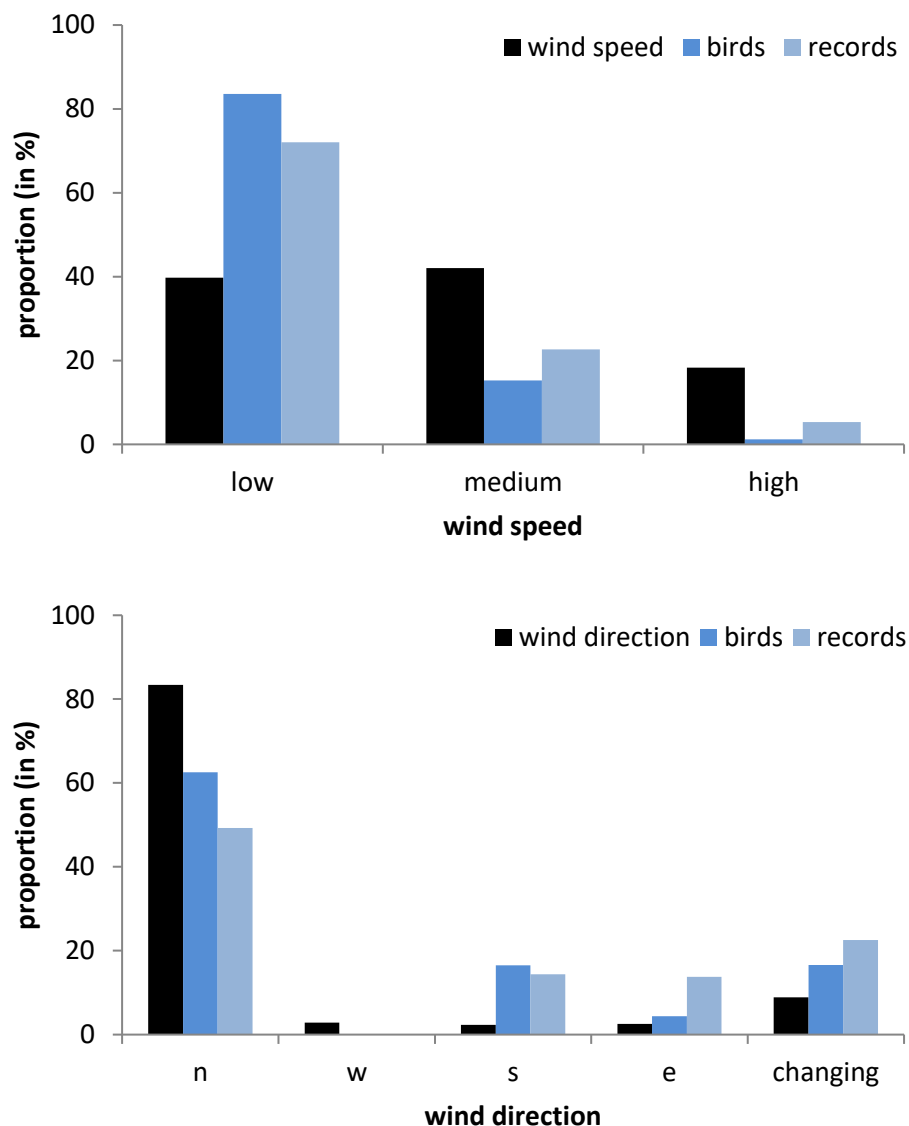 100
80
60
40
20
0
proportion (in %)
wind speed birds records
low medium high
wind speed
100
80
60
40
20
0
proportion (in %)
wind direction birds records
n w s e changing
wind direction